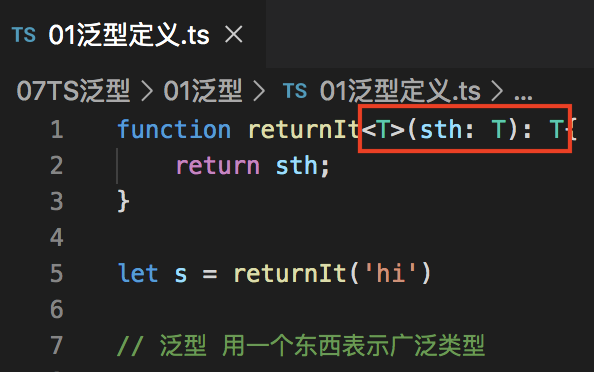 TS 01泛型定义.ts ×
07TS泛型 > 01泛型 > TS 01泛型定义.ts > ...
1 function returnIt<T>(sth: T): T{
2 return sth;
3 }
4
5 let s = returnIt('hi')
6
7 // 泛型 用一个东西表示广泛类型